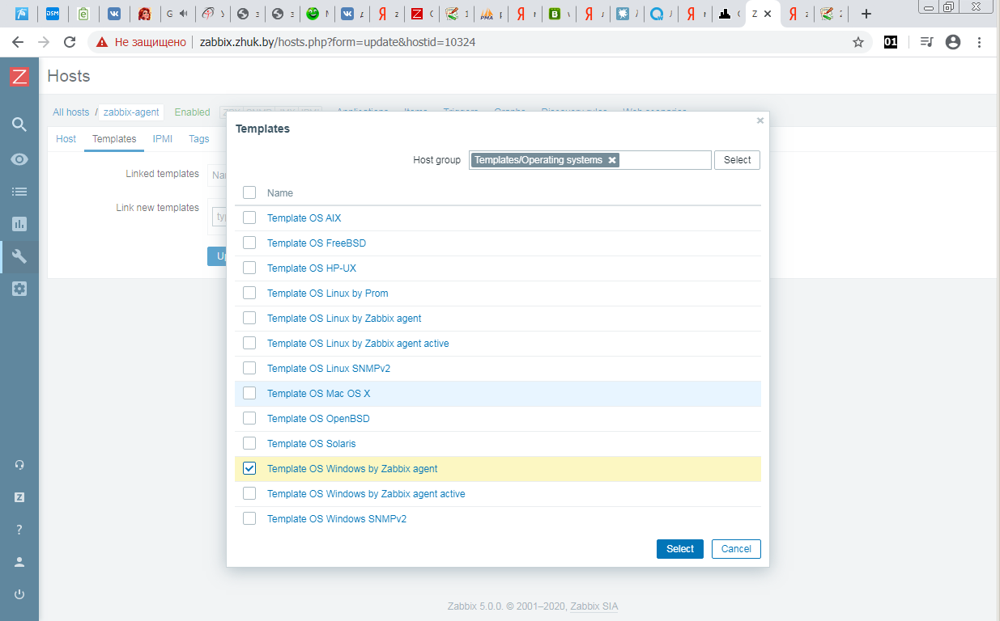 Не защищено
zabbix.zhuk.by/hosts.php?form=update&hostid=10324
01
Hosts
All hosts / zabbix-agent Enabled
Host Templates IPMI Tags
Linked templates
Link new templates
Templates
Host group Templates/Operating systems Select
Name
Template OS AIX
Template OS FreeBSD
Template OS HP-UX
Template OS Linux by Prom
Template OS Linux by Zabbix agent
Template OS Linux by Zabbix agent active
Template OS Linux SNMPv2
Template OS Mac OS X
Template OS OpenBSD
Template OS Solaris
Template OS Windows by Zabbix agent
Template OS Windows by Zabbix agent active
Template OS Windows SNMPv2
Select Cancel
Zabbix 5.0.0. © 2001–2020, Zabbix SIA